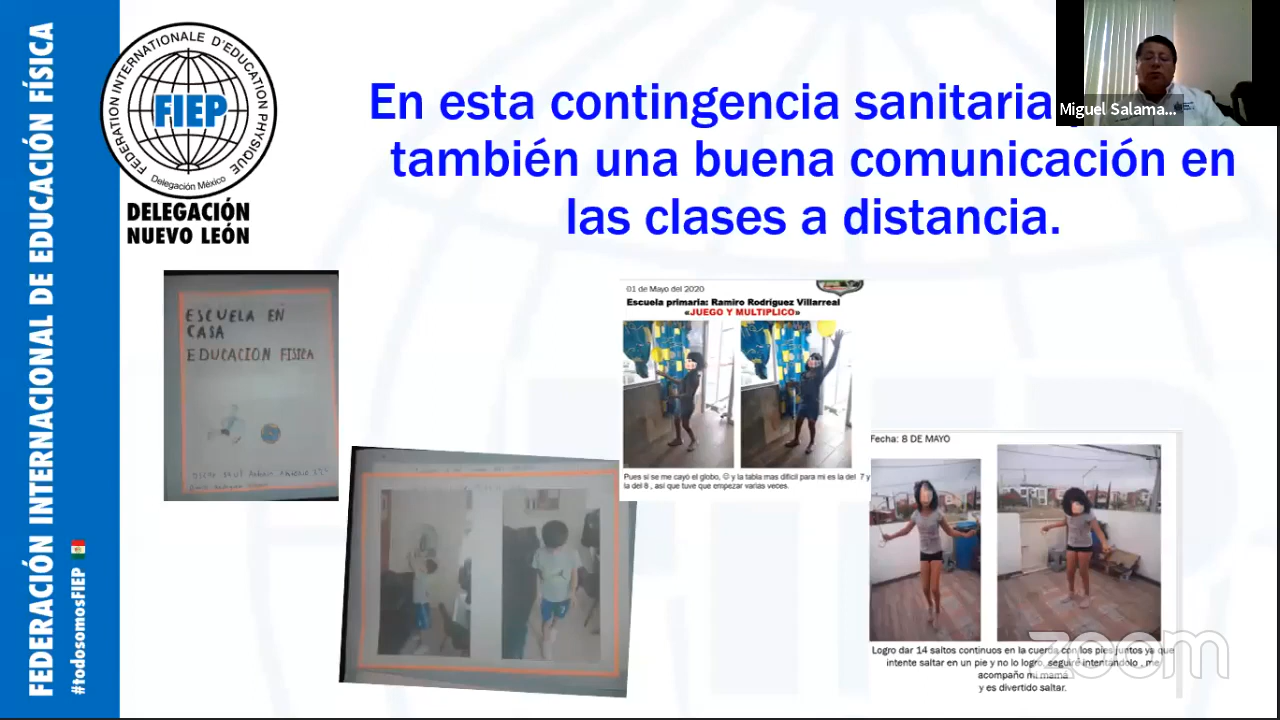 FEDERACIÓN INTERNACIONAL DE EDUCACIÓN FÍSICA
#todosomosFIEP
FEDERATION INTERNATIONALE D'EDUCATION PHYSIQUE
FIEP
Delegación México
DELEGACIÓN
NUEVO LEÓN
En esta contingencia sanitaria
también una buena comunicación en
las clases a distancia.
Miguel Salama...
ESCUELA EN
CASA
EDUCACION FISICA
01 de Mayo del 2020
Escuela primaria: Ramiro Rodríguez Villarreal
«JUEGO Y MULTIPLICO»
Pues si se me cayó el globo, y la tabla mas difícil para mi es la del 7 y
la del 8 , así que tuve que empezar varias veces.
Fecha: 8 DE MAYO
Logro dar 14 saltos continuos en la cuerda con los pies juntos ya que
intente saltar en un pie y no lo logro, seguiré intentándolo , me
acompaño mi mamá
y es divertido saltar.
zoom